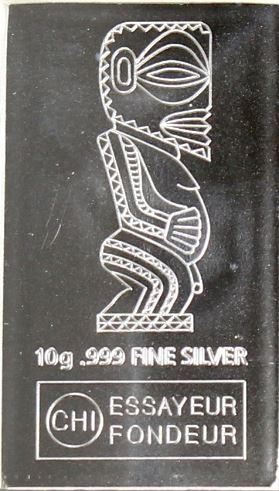 10g .999 FINE SILVER
CHI ESSAYEUR
FONDEUR